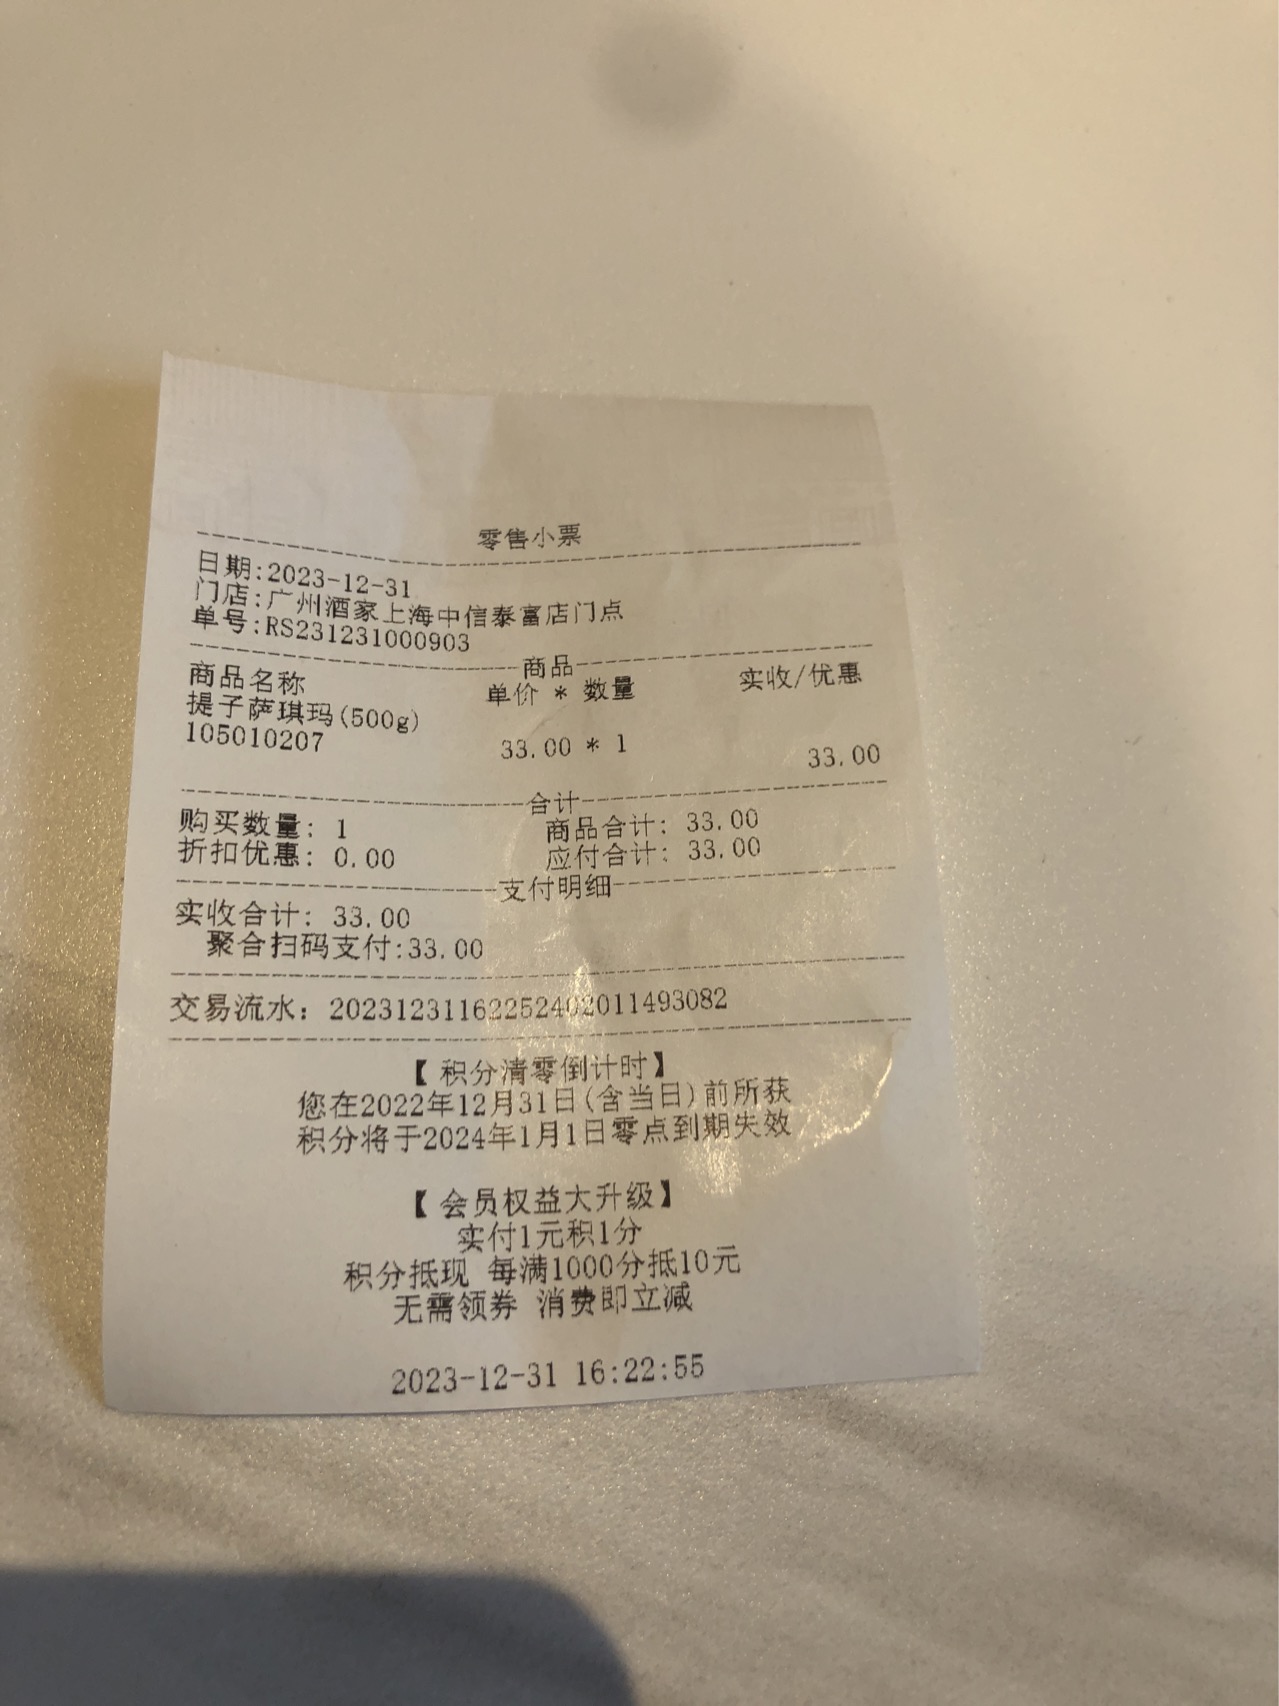 零售小票
日期:2023-12-31
门店:广州酒家上海中信泰富店门点
单号:RS231231000903
商品
商品名称 单价 * 数量 实收/优惠
提子萨琪玛(500g)
105010207 33.00 * 1 33.00
合计
购买数量: 1 商品合计: 33.00
折扣优惠: 0.00 应付合计: 33.00
支付明细
实收合计: 33.00
聚合扫码支付:33.00
交易流水: 20231231162252402011493082
【积分清零倒计时】
您在2022年12月31日(含当日)前所获
积分将于2024年1月1日零点到期失效
【会员权益大升级】
实付1元积1分
积分抵现 每满1000分抵10元
无需领券 消费即立减
2023-12-31 16:22:55